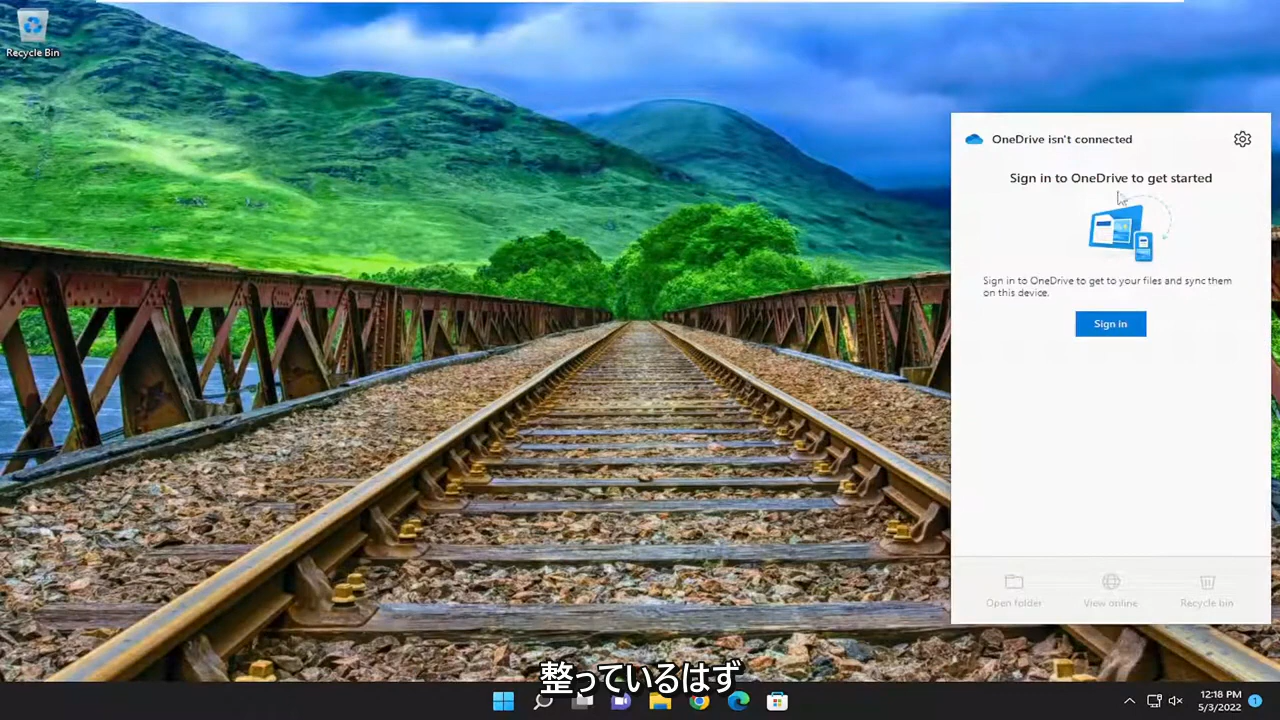 Recycle Bin
OneDrive isn't connected
Sign in to OneDrive to get started
Sign in to OneDrive to get to your files and sync them
on this device.
Sign in
Open folder
View online
Recycle bin
整っているはず
12:18 PM
5/3/2022
1